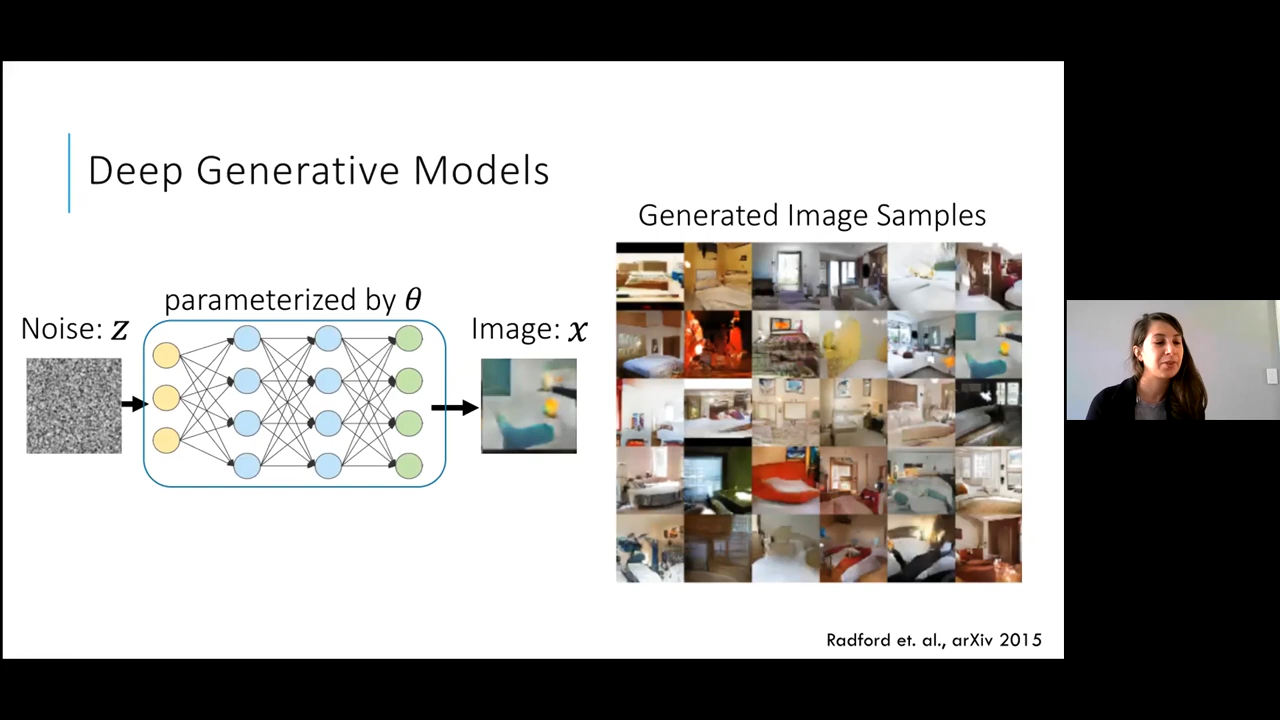 Deep Generative Models
Generated Image Samples
parameterized by θ
Noise: z
Image: x
Radford et. al., arXiv 2015